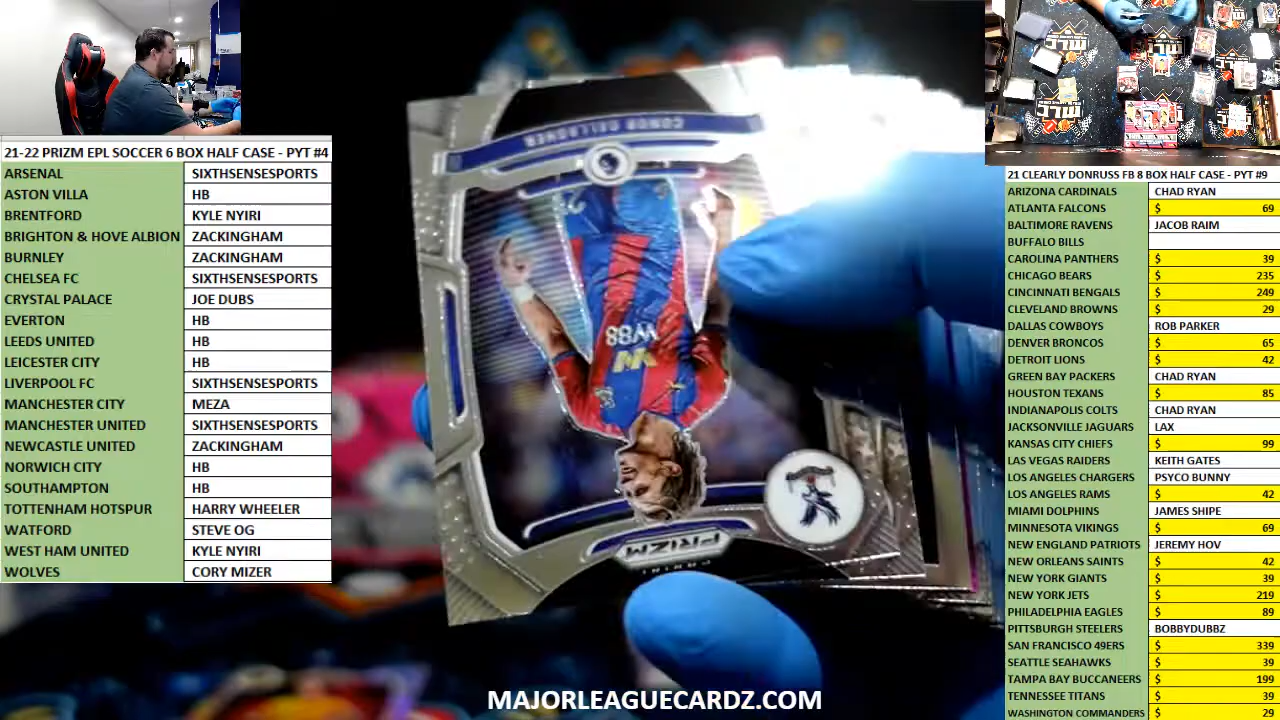 21-22 PRIZM EPL SOCCER 6 BOX HALF CASE - PYT #4
ARSENAL SIXTHSENSESPORTS
ASTON VILLA HB
BRENTFORD KYLE NYIRI
BRIGHTON & HOVE ALBION ZACKINGHAM
BURNLEY ZACKINGHAM
CHELSEA FC SIXTHSENSESPORTS
CRYSTAL PALACE JOE DUBS
EVERTON HB
LEEDS UNITED HB
LEICESTER CITY HB
LIVERPOOL FC SIXTHSENSESPORTS
MANCHESTER CITY MEZA
MANCHESTER UNITED SIXTHSENSESPORTS
NEWCASTLE UNITED ZACKINGHAM
NORWICH CITY HB
SOUTHAMPTON HB
TOTTENHAM HOTSPUR HARRY WHEELER
WATFORD STEVE OG
WEST HAM UNITED KYLE NYIRI
WOLVES CORY MIZER
CONOR GALLAGHER
W88
W
PRIZM
PANINI
MAJORLEAGUECARDZ.COM
MLC
21 CLEARLY DONRUSS FB 8 BOX HALF CASE - PYT #9
ARIZONA CARDINALS CHAD RYAN
ATLANTA FALCONS $ 69
BALTIMORE RAVENS JACOB RAIM
BUFFALO BILLS
CAROLINA PANTHERS $ 39
CHICAGO BEARS $ 235
CINCINNATI BENGALS $ 249
CLEVELAND BROWNS $ 29
DALLAS COWBOYS ROB PARKER
DENVER BRONCOS $ 65
DETROIT LIONS $ 42
GREEN BAY PACKERS CHAD RYAN
HOUSTON TEXANS $ 85
INDIANAPOLIS COLTS CHAD RYAN
JACKSONVILLE JAGUARS LAX
KANSAS CITY CHIEFS $ 99
LAS VEGAS RAIDERS KEITH GATES
LOS ANGELES CHARGERS PSYCO BUNNY
LOS ANGELES RAMS $ 42
MIAMI DOLPHINS JAMES SHIPE
MINNESOTA VIKINGS $ 69
NEW ENGLAND PATRIOTS JEREMY HOV
NEW ORLEANS SAINTS $ 42
NEW YORK GIANTS $ 39
NEW YORK JETS $ 219
PHILADELPHIA EAGLES $ 89
PITTSBURGH STEELERS BOBBYDUBBZ
SAN FRANCISCO 49ERS $ 339
SEATTLE SEAHAWKS $ 39
TAMPA BAY BUCCANEERS $ 199
TENNESSEE TITANS $ 39
WASHINGTON COMMANDERS $ 29